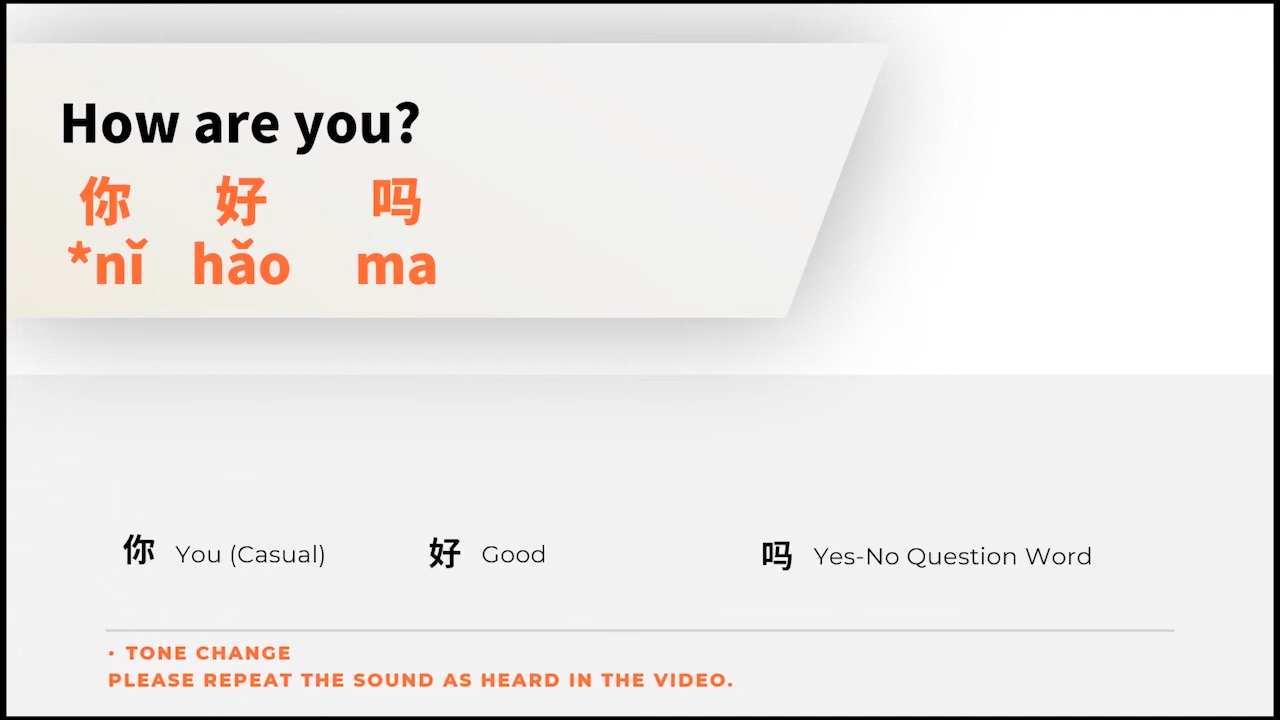 How are you?
你 好 吗
*nǐ hǎo ma
你 You (Casual) 好 Good 吗 Yes-No Question Word
• TONE CHANGE
PLEASE REPEAT THE SOUND AS HEARD IN THE VIDEO.